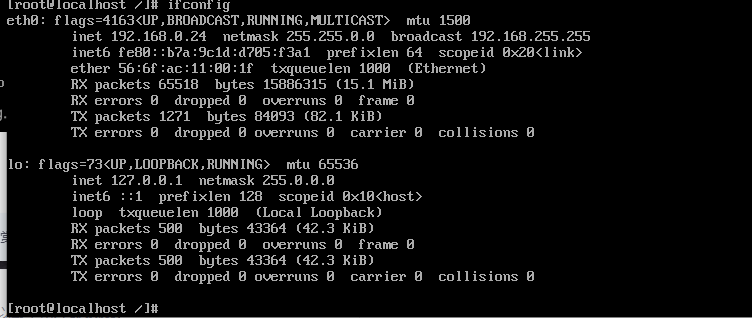 [root@localhost /]# ifconfig
eth0: flags=4163<UP,BROADCAST,RUNNING,MULTICAST>  mtu 1500
        inet 192.168.0.24  netmask 255.255.0.0  broadcast 192.168.255.255
        inet6 fe80::b7a:9c1d:d705:f3a1  prefixlen 64  scopeid 0x20<link>
        ether 56:6f:ac:11:00:1f  txqueuelen 1000  (Ethernet)
        RX packets 65518  bytes 15886315 (15.1 MiB)
        RX errors 0  dropped 0  overruns 0  frame 0
        TX packets 1271  bytes 84093 (82.1 KiB)
        TX errors 0  dropped 0 overruns 0  carrier 0  collisions 0

lo: flags=73<UP,LOOPBACK,RUNNING>  mtu 65536
        inet 127.0.0.1  netmask 255.0.0.0
        inet6 ::1  prefixlen 128  scopeid 0x10<host>
        loop  txqueuelen 1000  (Local Loopback)
        RX packets 500  bytes 43364 (42.3 KiB)
        RX errors 0  dropped 0  overruns 0  frame 0
        TX packets 500  bytes 43364 (42.3 KiB)
        TX errors 0  dropped 0 overruns 0  carrier 0  collisions 0

[root@localhost /]#